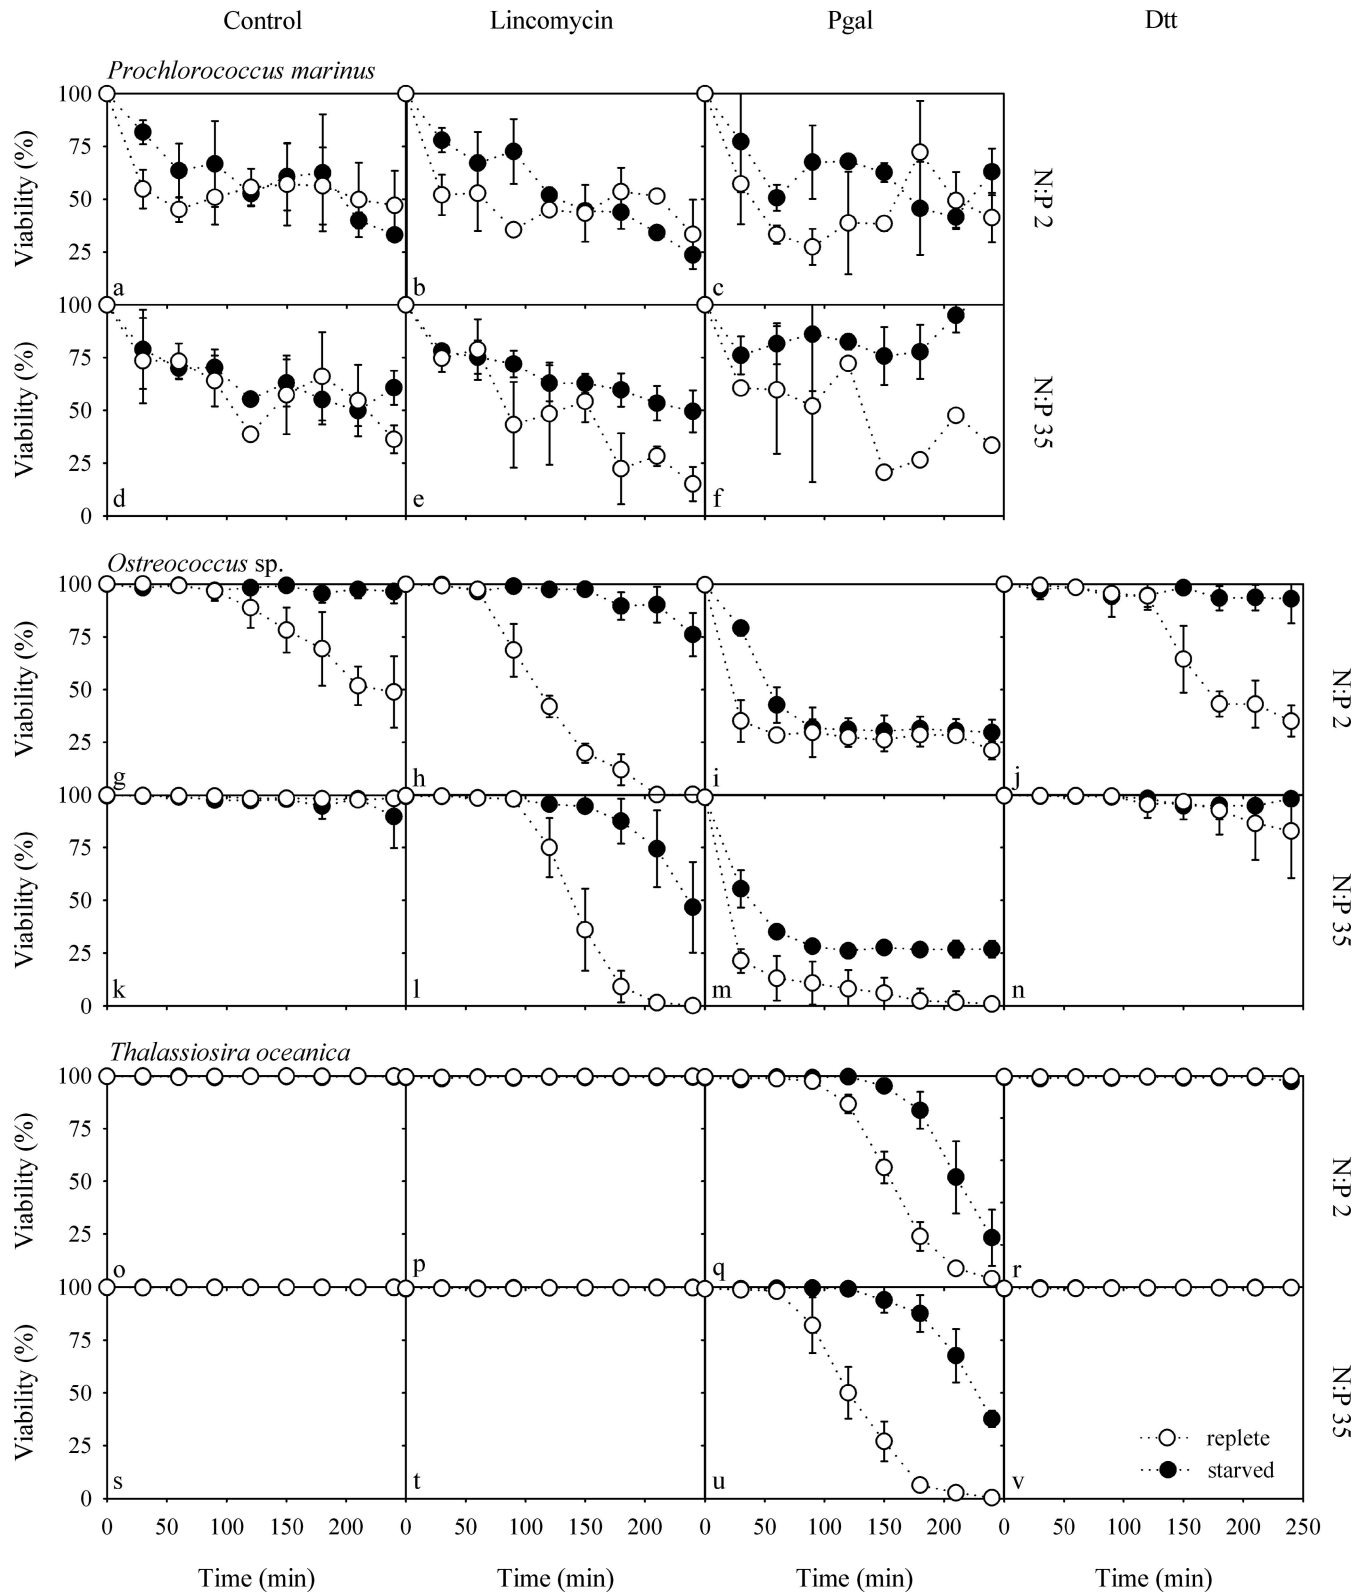 Control Lincomycin Pgal Dtt
Prochlorococcus marinus
100
75
50
25
Viability (%)
a b c
N:P 2
100
75
50
25
0
Viability (%)
d e f
N:P 35
Ostreococcus sp.
100
75
50
25
Viability (%)
g h i j
N:P 2
100
75
50
25
0
Viability (%)
k l m n
N:P 35
Thalassiosira oceanica
100
75
50
25
Viability (%)
o p q r
N:P 2
100
75
50
25
0
Viability (%)
replete
starved
s t u v
N:P 35
0 50 100 150 200 0 50 100 150 200 0 50 100 150 200 0 50 100 150 200 250
Time (min) Time (min) Time (min) Time (min)